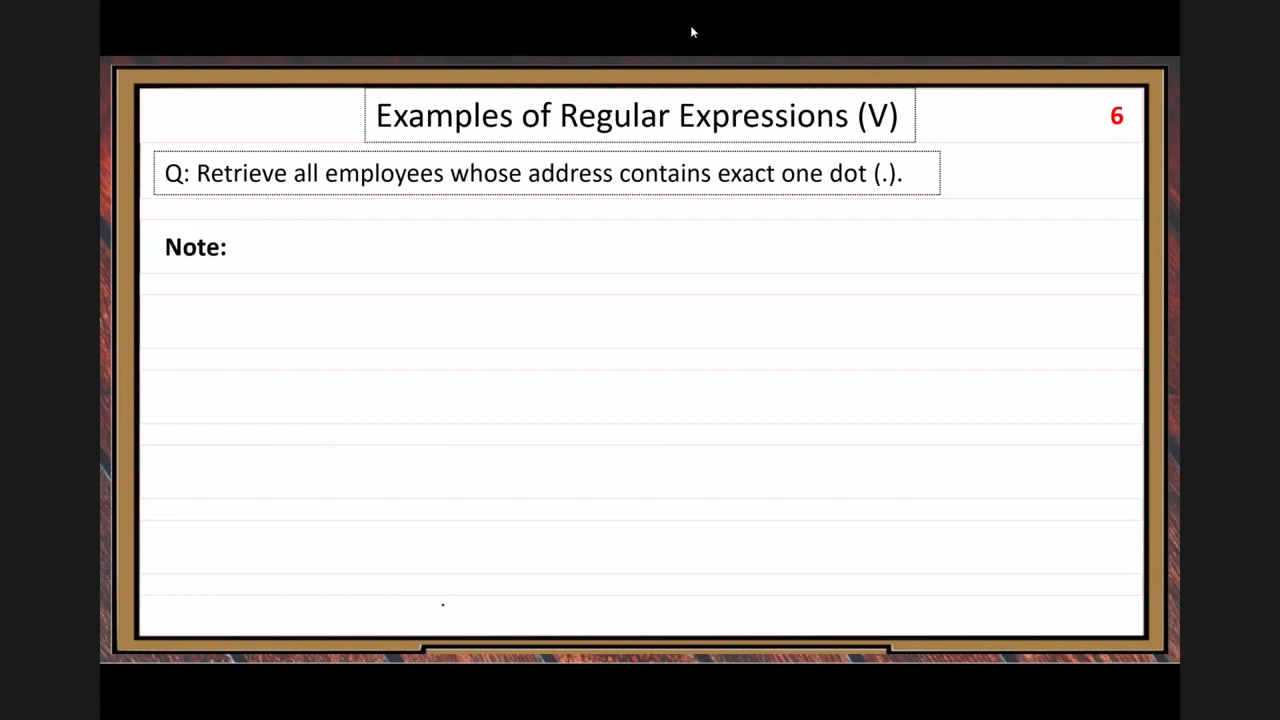 Examples of Regular Expressions (V)
6
Q: Retrieve all employees whose address contains exact one dot (.).
Note: